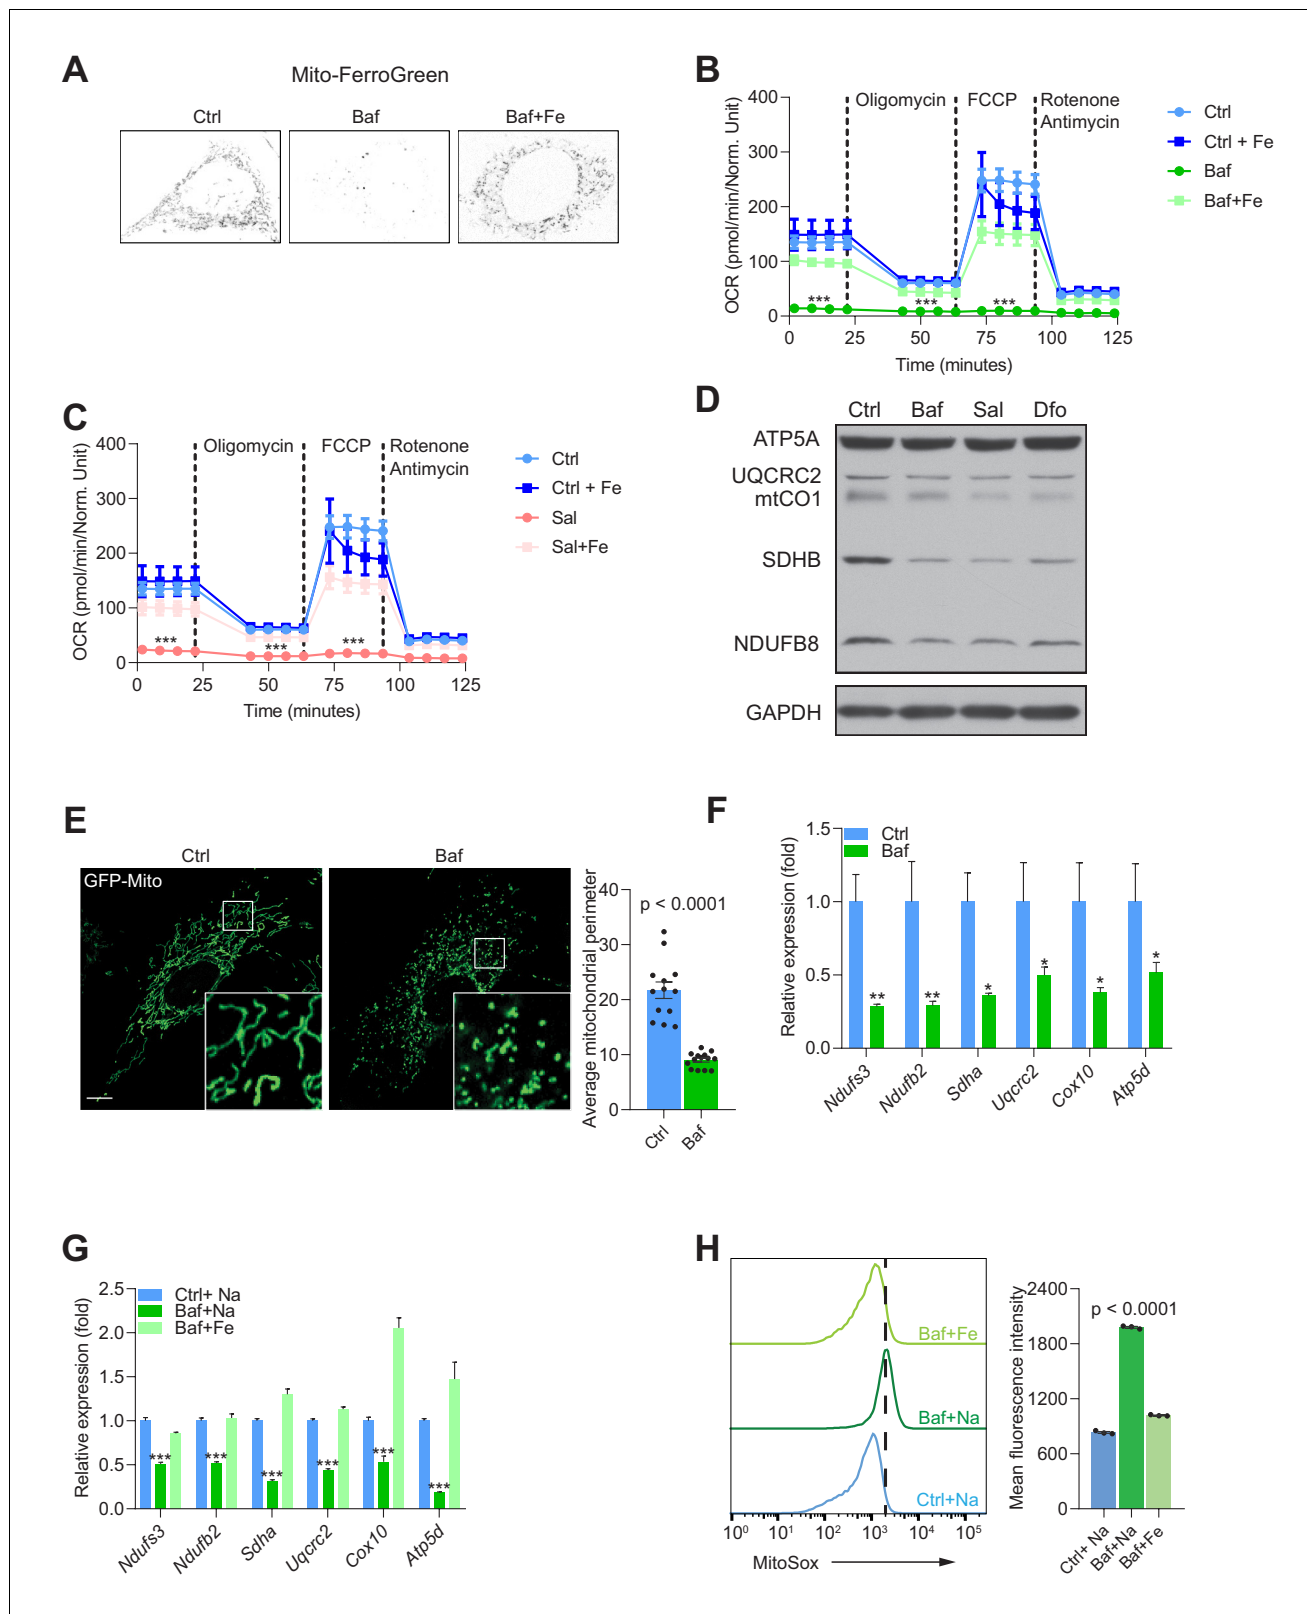 A
Mito-FerroGreen
Ctrl Baf Baf+Fe
B
400
300
200
100
0
OCR (pmol/min/Norm. Unit)
Oligomycin FCCP Rotenone
Antimycin
*** *** ***
0 25 50 75 100 125
Time (minutes)
Ctrl
Ctrl + Fe
Baf
Baf+Fe
C
400
300
200
100
0
OCR (pmol/min/Norm. Unit)
Oligomycin FCCP Rotenone
Antimycin
*** *** ***
0 25 50 75 100 125
Time (minutes)
Ctrl
Ctrl + Fe
Sal
Sal+Fe
D
Ctrl Baf Sal Dfo
ATP5A
UQCRC2
mtCO1
SDHB
NDUFB8
GAPDH
E
Ctrl Baf
GFP-Mito
Average mitochondrial perimeter
40
30
20
10
0
p < 0.0001
Ctrl Baf
F
Relative expression (fold)
1.5
1.0
0.5
0.0
Ctrl
Baf
** ** * * * *
Ndufs3 Ndufb2 Sdha Uqcrc2 Cox10 Atp5d
G
Relative expression (fold)
2.5
2.0
1.5
1.0
0.5
0.0
Ctrl+ Na
Baf+Na
Baf+Fe
*** *** *** *** *** ***
Ndufs3 Ndufb2 Sdha Uqcrc2 Cox10 Atp5d
H
Baf+Fe
Baf+Na
Ctrl+Na
10⁰ 10¹ 10² 10³ 10⁴ 10⁵
MitoSox
Mean fluorescence intensity
2400
1800
1200
600
0
p < 0.0001
Ctrl+ Na Baf+Na Baf+Fe